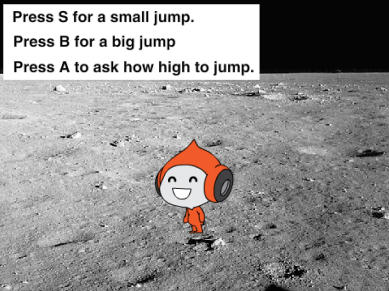 Press S for a small jump.
Press B for a big jump
Press A to ask how high to jump.